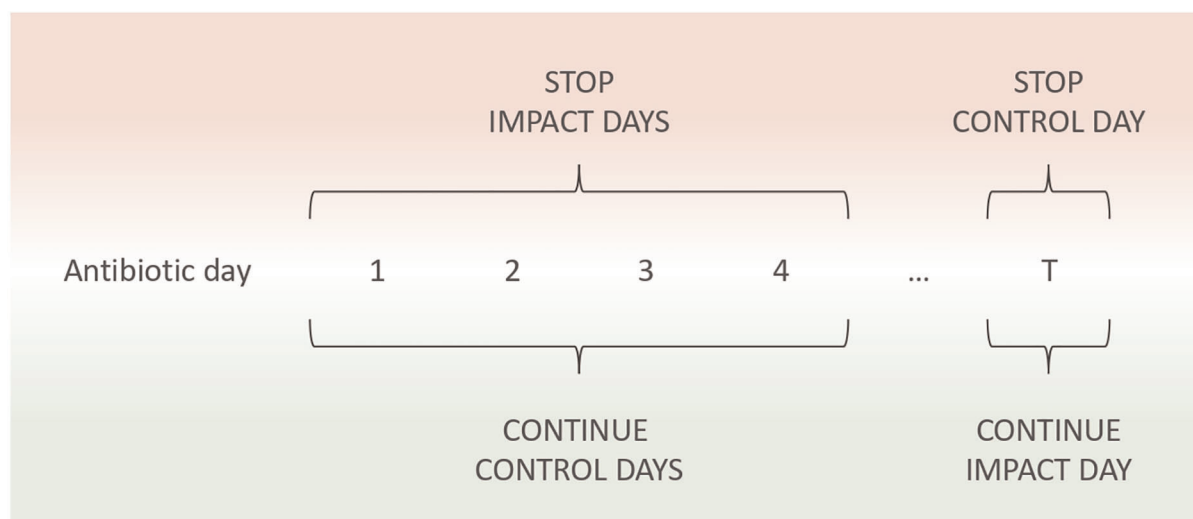 STOP
IMPACT DAYS
STOP
CONTROL DAY
Antibiotic day 1 2 3 4 ... T
CONTINUE
CONTROL DAYS
CONTINUE
IMPACT DAY